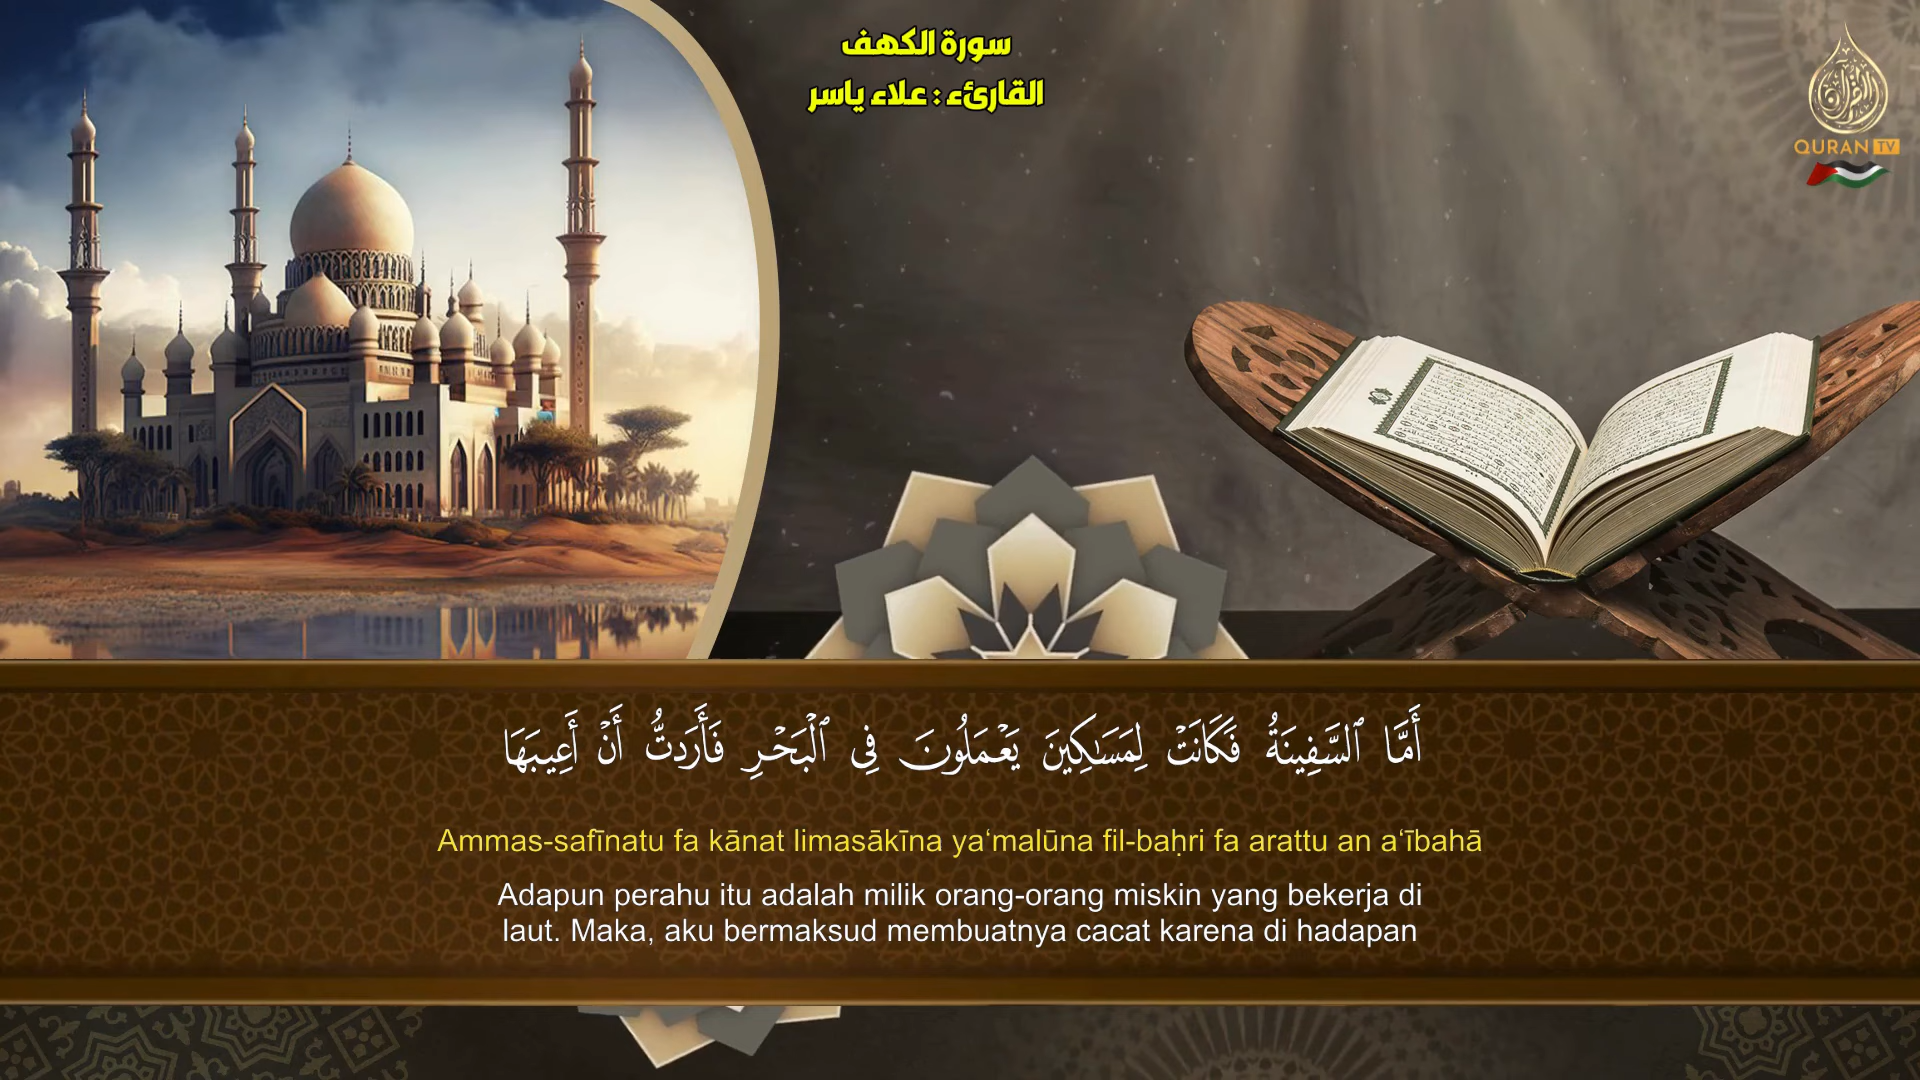 سورة الكهف
القارئء : علاء ياسر
QURAN TV
أَمَّا ٱلسَّفِينَةُ فَكَانَتْ لِمَسَـٰكِينَ يَعْمَلُونَ فِى ٱلْبَحْرِ فَأَرَدتُّ أَنْ أَعِيبَهَا
Ammas-safīnatu fa kānat limasākīna ya‘malūna fil-baḥri fa arattu an a‘ībahā
Adapun perahu itu adalah milik orang-orang miskin yang bekerja di
laut. Maka, aku bermaksud membuatnya cacat karena di hadapan